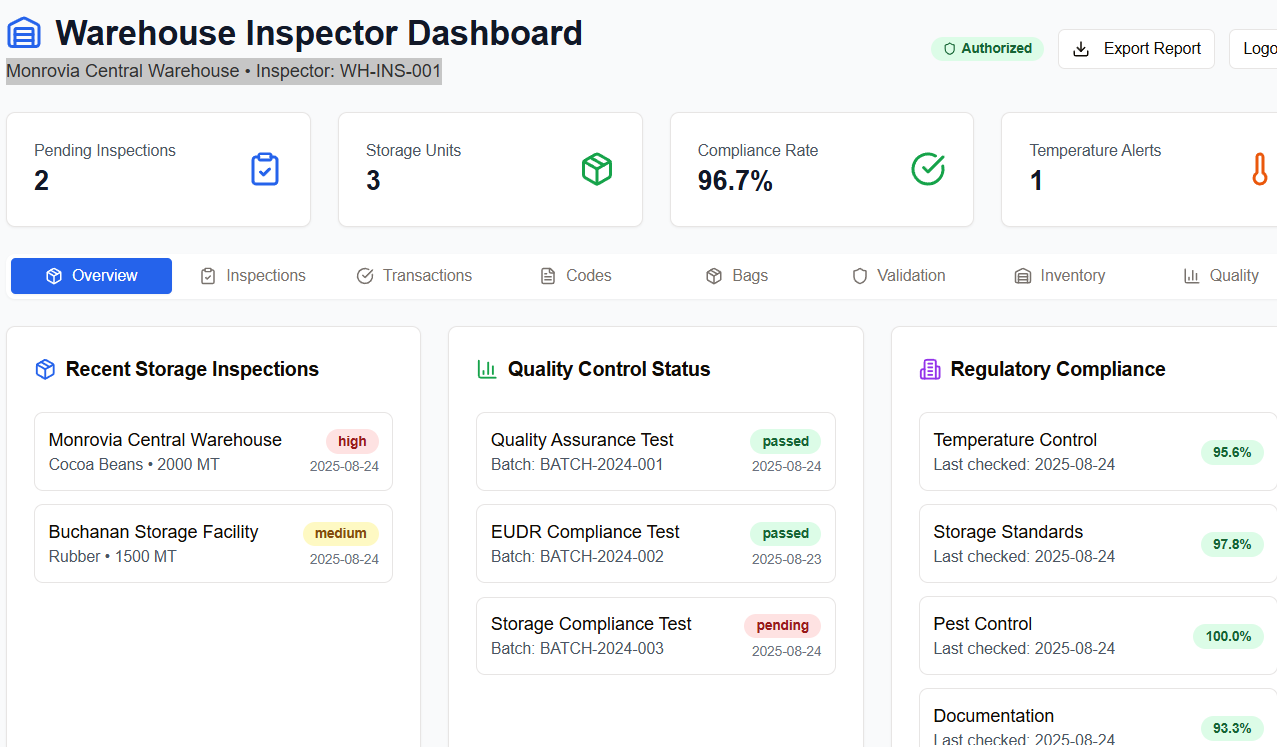 Warehouse Inspector Dashboard
Monrovia Central Warehouse • Inspector: WH-INS-001
Authorized
Export Report
Logo
Pending Inspections
2
Storage Units
3
Compliance Rate
96.7%
Temperature Alerts
1
Overview
Inspections
Transactions
Codes
Bags
Validation
Inventory
Quality
Recent Storage Inspections
Monrovia Central Warehouse
high
Cocoa Beans • 2000 MT
2025-08-24
Buchanan Storage Facility
medium
Rubber • 1500 MT
2025-08-24
Quality Control Status
Quality Assurance Test
passed
Batch: BATCH-2024-001
2025-08-24
EUDR Compliance Test
passed
Batch: BATCH-2024-002
2025-08-23
Storage Compliance Test
pending
Batch: BATCH-2024-003
2025-08-24
Regulatory Compliance
Temperature Control
Last checked: 2025-08-24
95.6%
Storage Standards
Last checked: 2025-08-24
97.8%
Pest Control
Last checked: 2025-08-24
100.0%
Documentation
Last checked: 2025-08-24
93.3%